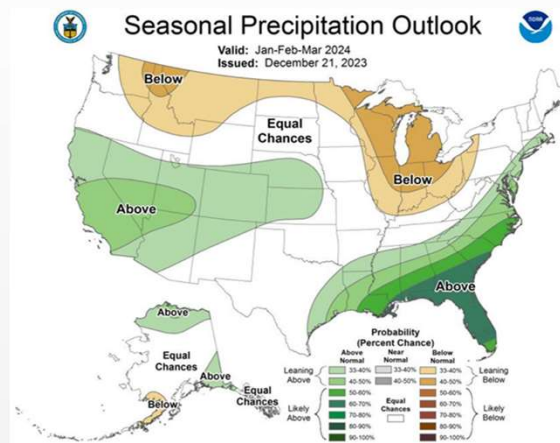 Seasonal Precipitation Outlook
Valid: Jan-Feb-Mar 2024
Issued: December 21, 2023
NOAA
Below
Equal
Chances
Below
Above
Above
Above
Equal
Chances
Above
Equal
Chances
Below
Probability
(Percent Chance)
Above
Normal
Near
Normal
Below
Normal
Leaning
Above
33-40%
33-40%
33-40%
Leaning
Below
40-50%
40-50%
40-50%
Likely
Above
50-60%
50-60%
Likely
Below
60-70%
60-70%
70-80%
Equal
Chances
70-80%
80-90%
80-90%
90-100%
90-100%